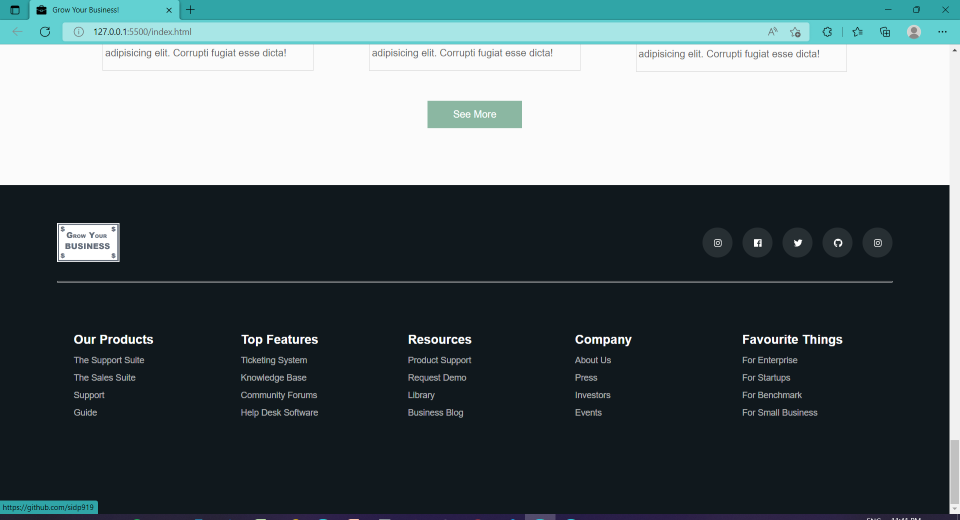 Grow Your Business!
127.0.0.1:5500/index.html
adipisicing elit. Corrupti fugiat esse dicta!
adipisicing elit. Corrupti fugiat esse dicta!
adipisicing elit. Corrupti fugiat esse dicta!
See More
$ $
Grow Your
BUSINESS
$ $
Our Products
The Support Suite
The Sales Suite
Support
Guide
Top Features
Ticketing System
Knowledge Base
Community Forums
Help Desk Software
Resources
Product Support
Request Demo
Library
Business Blog
Company
About Us
Press
Investors
Events
Favourite Things
For Enterprise
For Startups
For Benchmark
For Small Business
https://github.com/sidp919